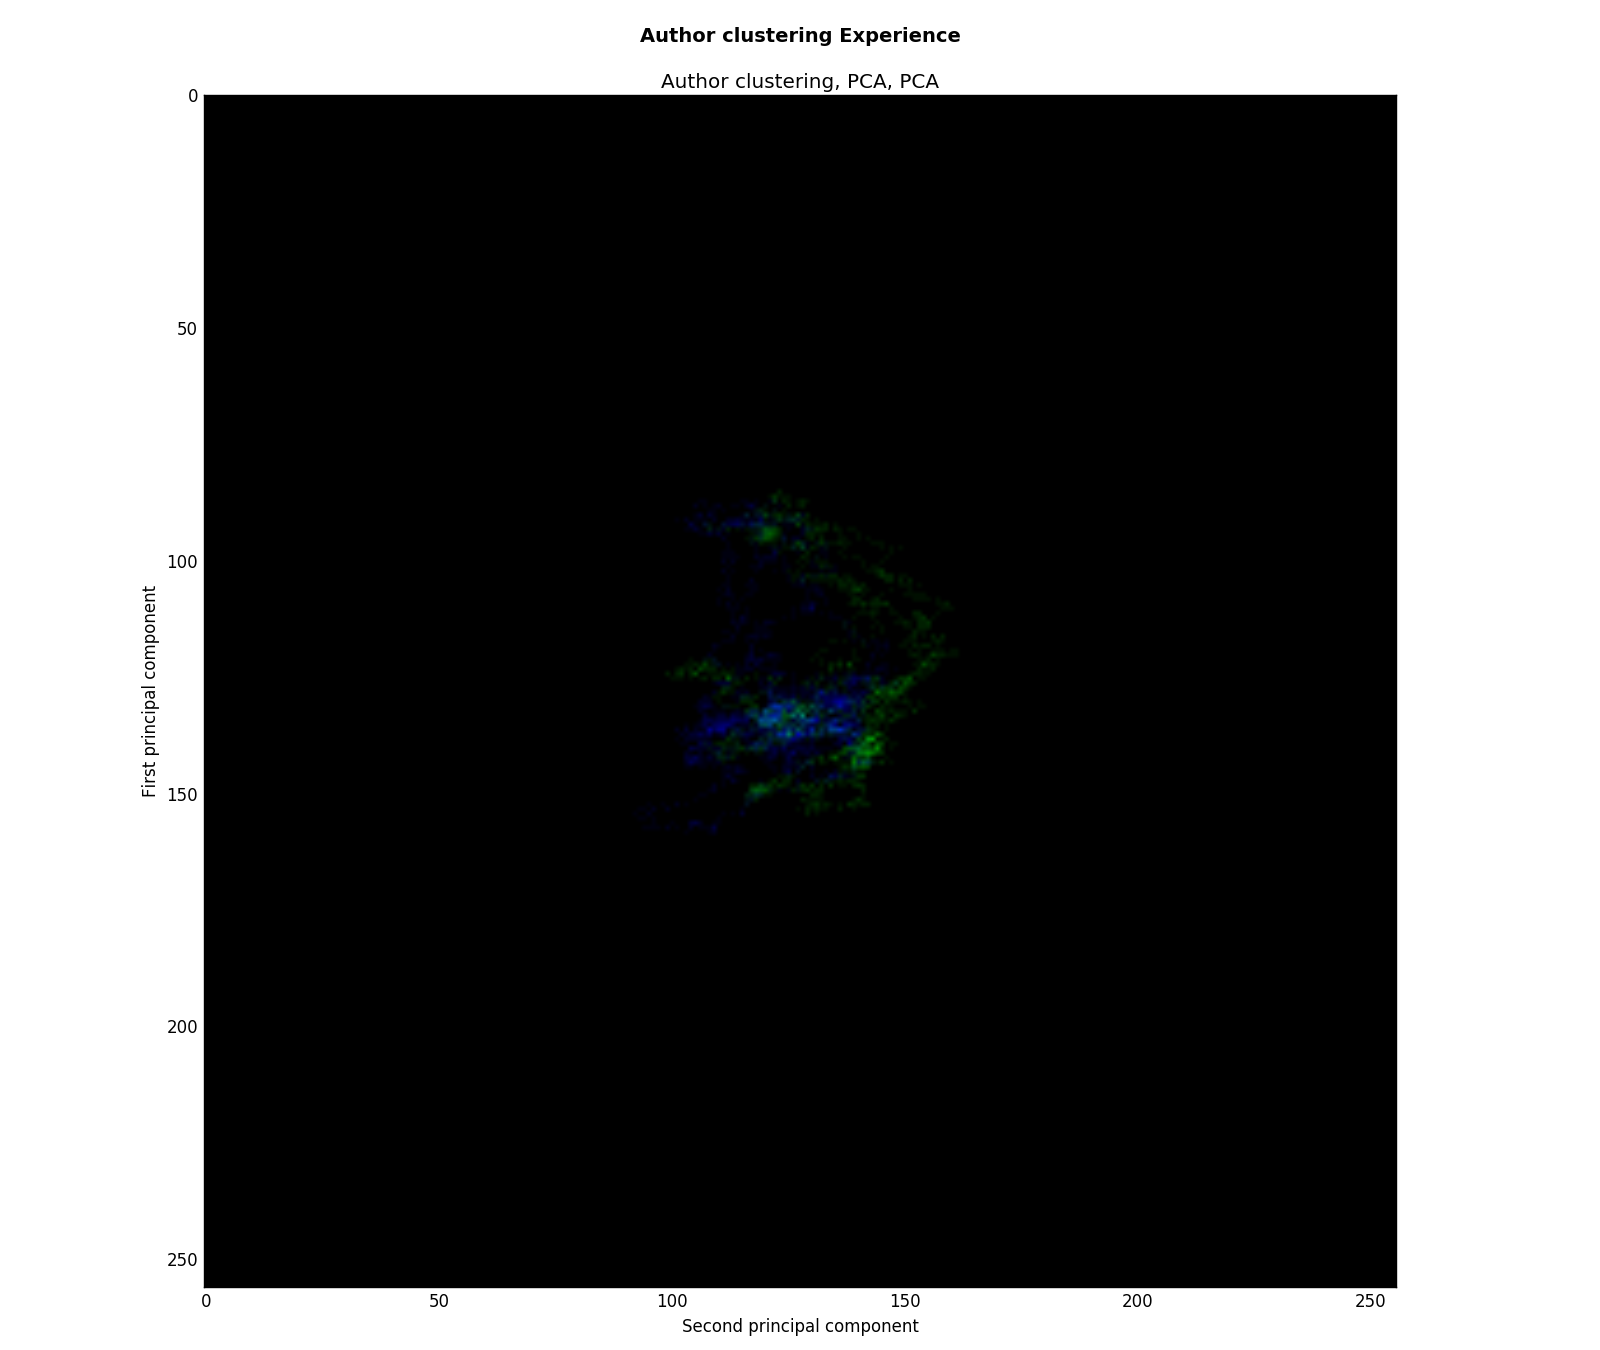 Author clustering Experience
Author clustering, PCA, PCA
0
50
100
150
200
250
First principal component
0 50 100 150 200 250
Second principal component